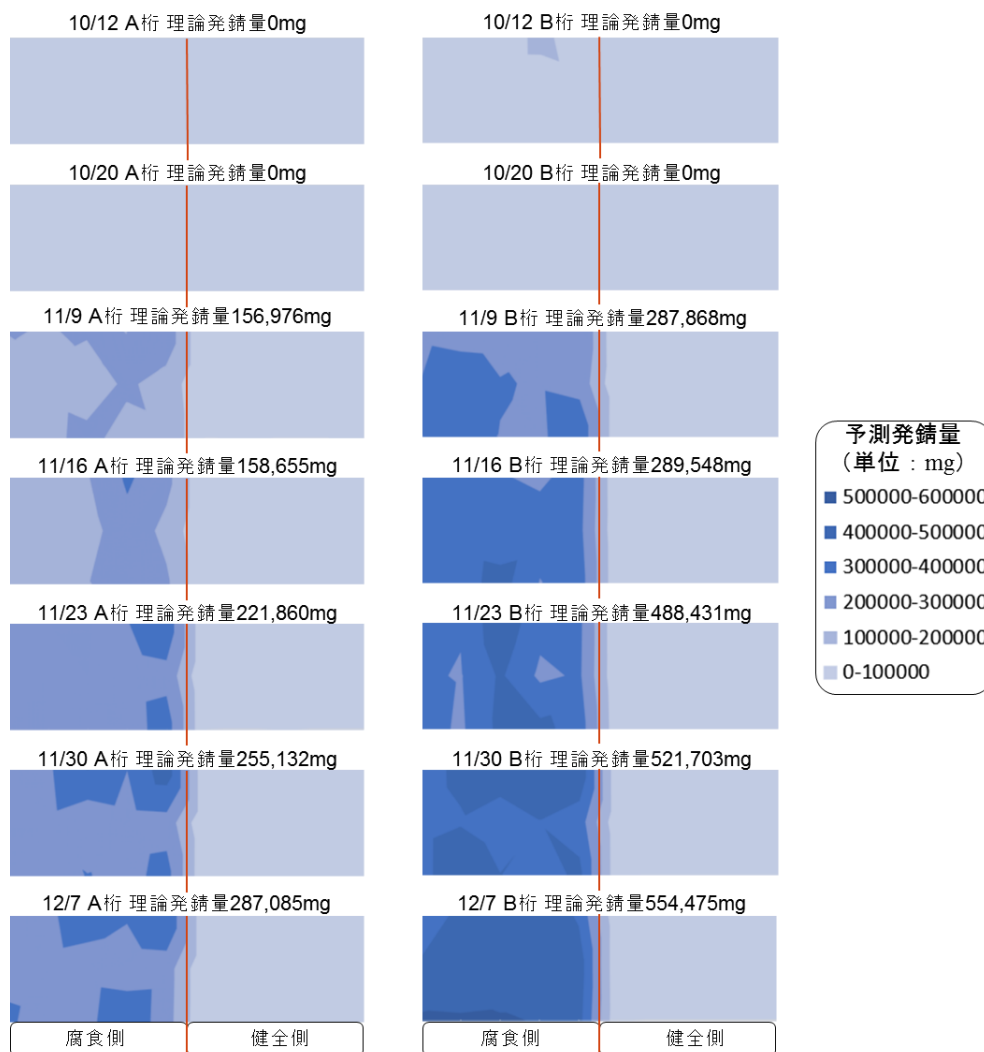 10/12 A桁 理論発錆量0mg
10/12 B桁 理論発錆量0mg
10/20 A桁 理論発錆量0mg
10/20 B桁 理論発錆量0mg
11/9 A桁 理論発錆量156,976mg
11/9 B桁 理論発錆量287,868mg
11/16 A桁 理論発錆量158,655mg
11/16 B桁 理論発錆量289,548mg
11/23 A桁 理論発錆量221,860mg
11/23 B桁 理論発錆量488,431mg
11/30 A桁 理論発錆量255,132mg
11/30 B桁 理論発錆量521,703mg
12/7 A桁 理論発錆量287,085mg
12/7 B桁 理論発錆量554,475mg
腐食側
健全側
腐食側
健全側
予測発錆量
（単位：mg）
500000-600000
400000-500000
300000-400000
200000-300000
100000-200000
0-100000